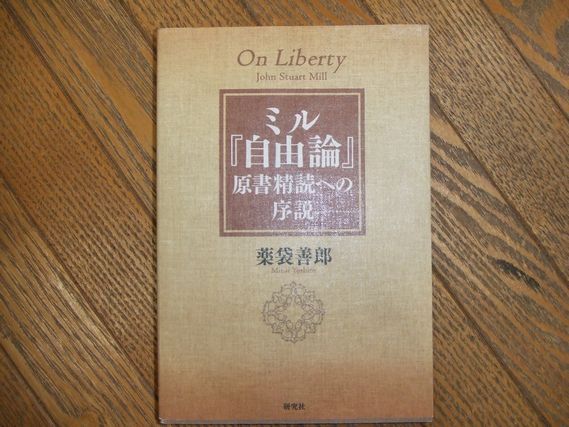 On Liberty
John Stuart Mill
ミル
『自由論』
原書精読への
序説
薬袋善郎
Minai Yoshiro
研究社